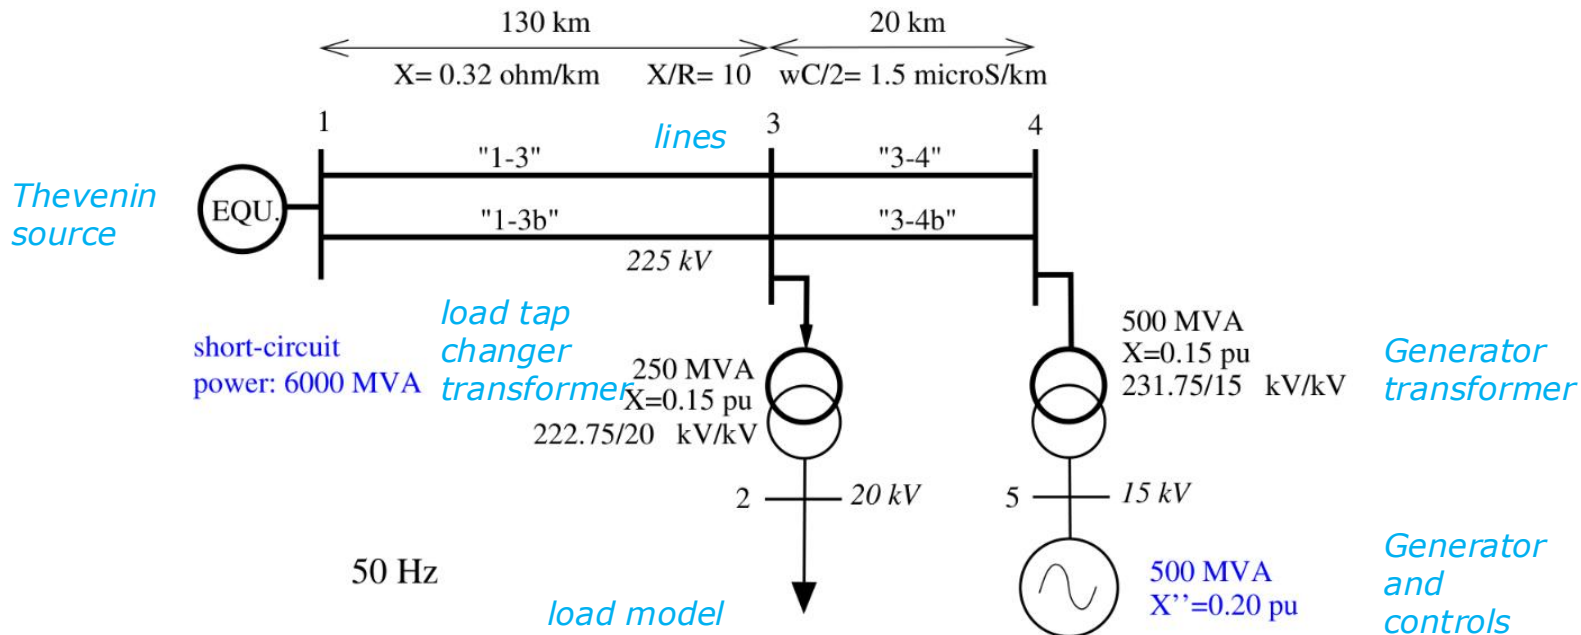 130 km 20 km
X= 0.32 ohm/km X/R= 10 wC/2= 1.5 microS/km
1 3 4
lines
"1-3" "3-4"
Thevenin
source
EQU.
"1-3b" "3-4b"
225 kV
short-circuit
power: 6000 MVA
load tap
changer
transformer
250 MVA
X=0.15 pu
222.75/20 kV/kV
500 MVA
X=0.15 pu
231.75/15 kV/kV
Generator
transformer
2 20 kV
5 15 kV
50 Hz
load model
500 MVA
X''=0.20 pu
Generator
and
controls